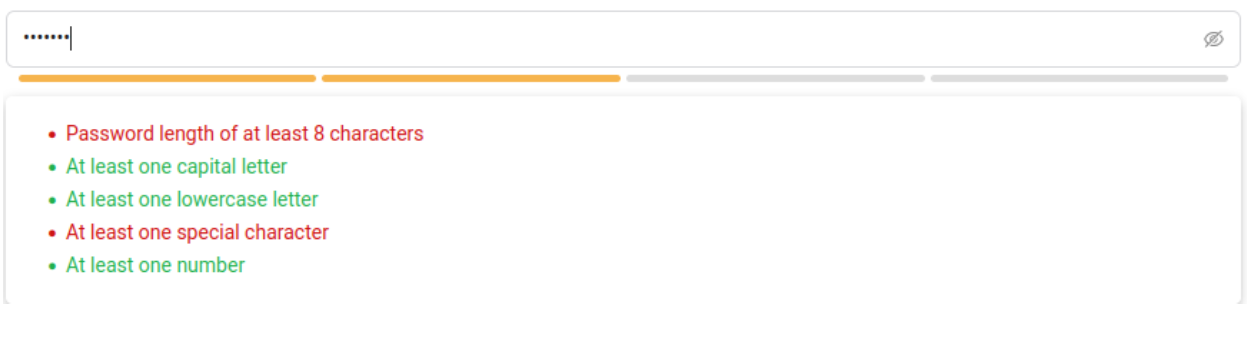 •••••••
• Password length of at least 8 characters
• At least one capital letter
• At least one lowercase letter
• At least one special character
• At least one number